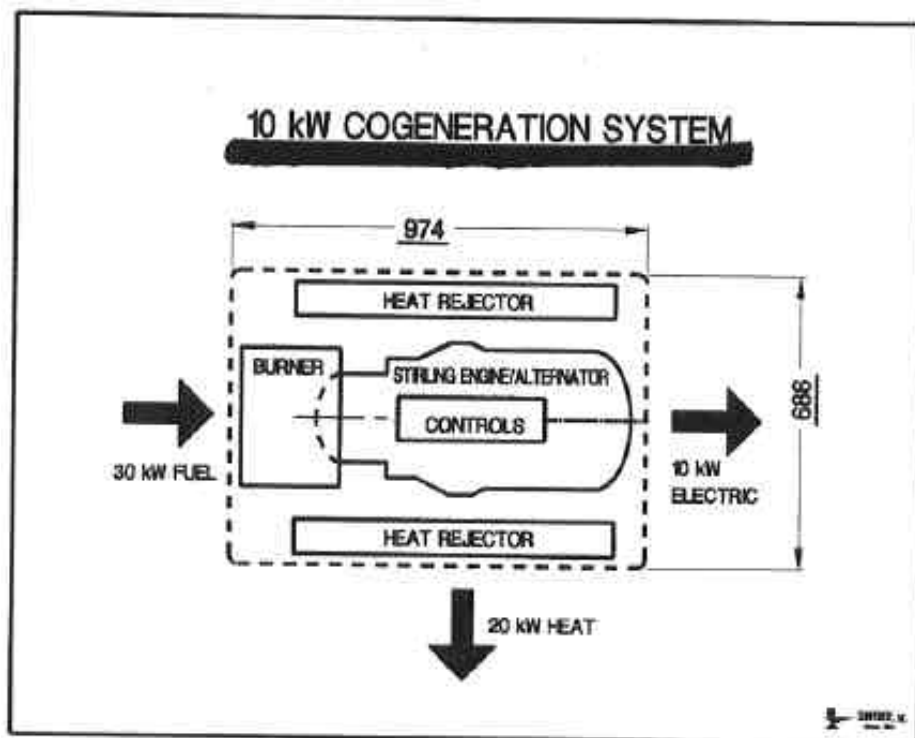 10 kW COGENERATION SYSTEM
974
HEAT REJECTOR
BURNER
STIRLING ENGINE/ALTERNATOR
CONTROLS
686
30 kW FUEL
10 kW
ELECTRIC
HEAT REJECTOR
20 kW HEAT